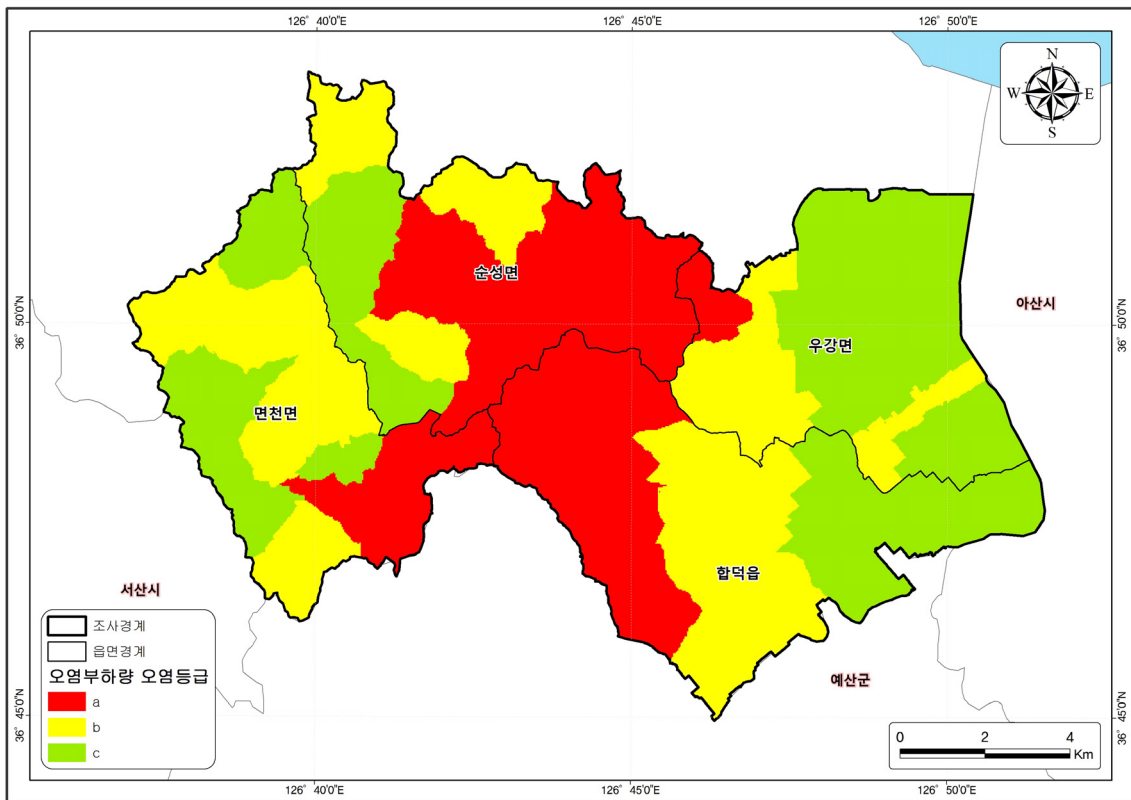 126° 40'0"E
126° 45'0"E
126° 50'0"E
N
W
E
S
순성면
36° 50'0"N
36° 50'0"N
아산시
우강면
면천면
합덕읍
서산시
조사경계
읍면경계
오염부하량 오염등급
a
b
c
예산군
36° 45'0"N
36° 45'0"N
0
2
4
Km
126° 40'0"E
126° 45'0"E
126° 50'0"E